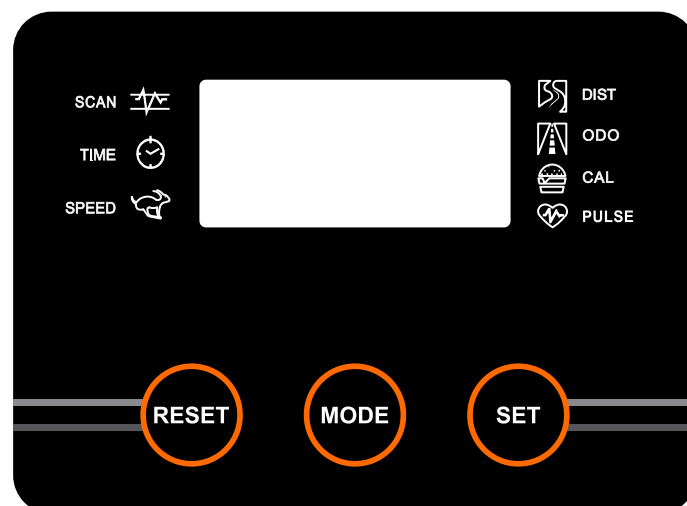 SCAN
TIME
SPEED
DIST
ODO
CAL
PULSE
RESET
MODE
SET